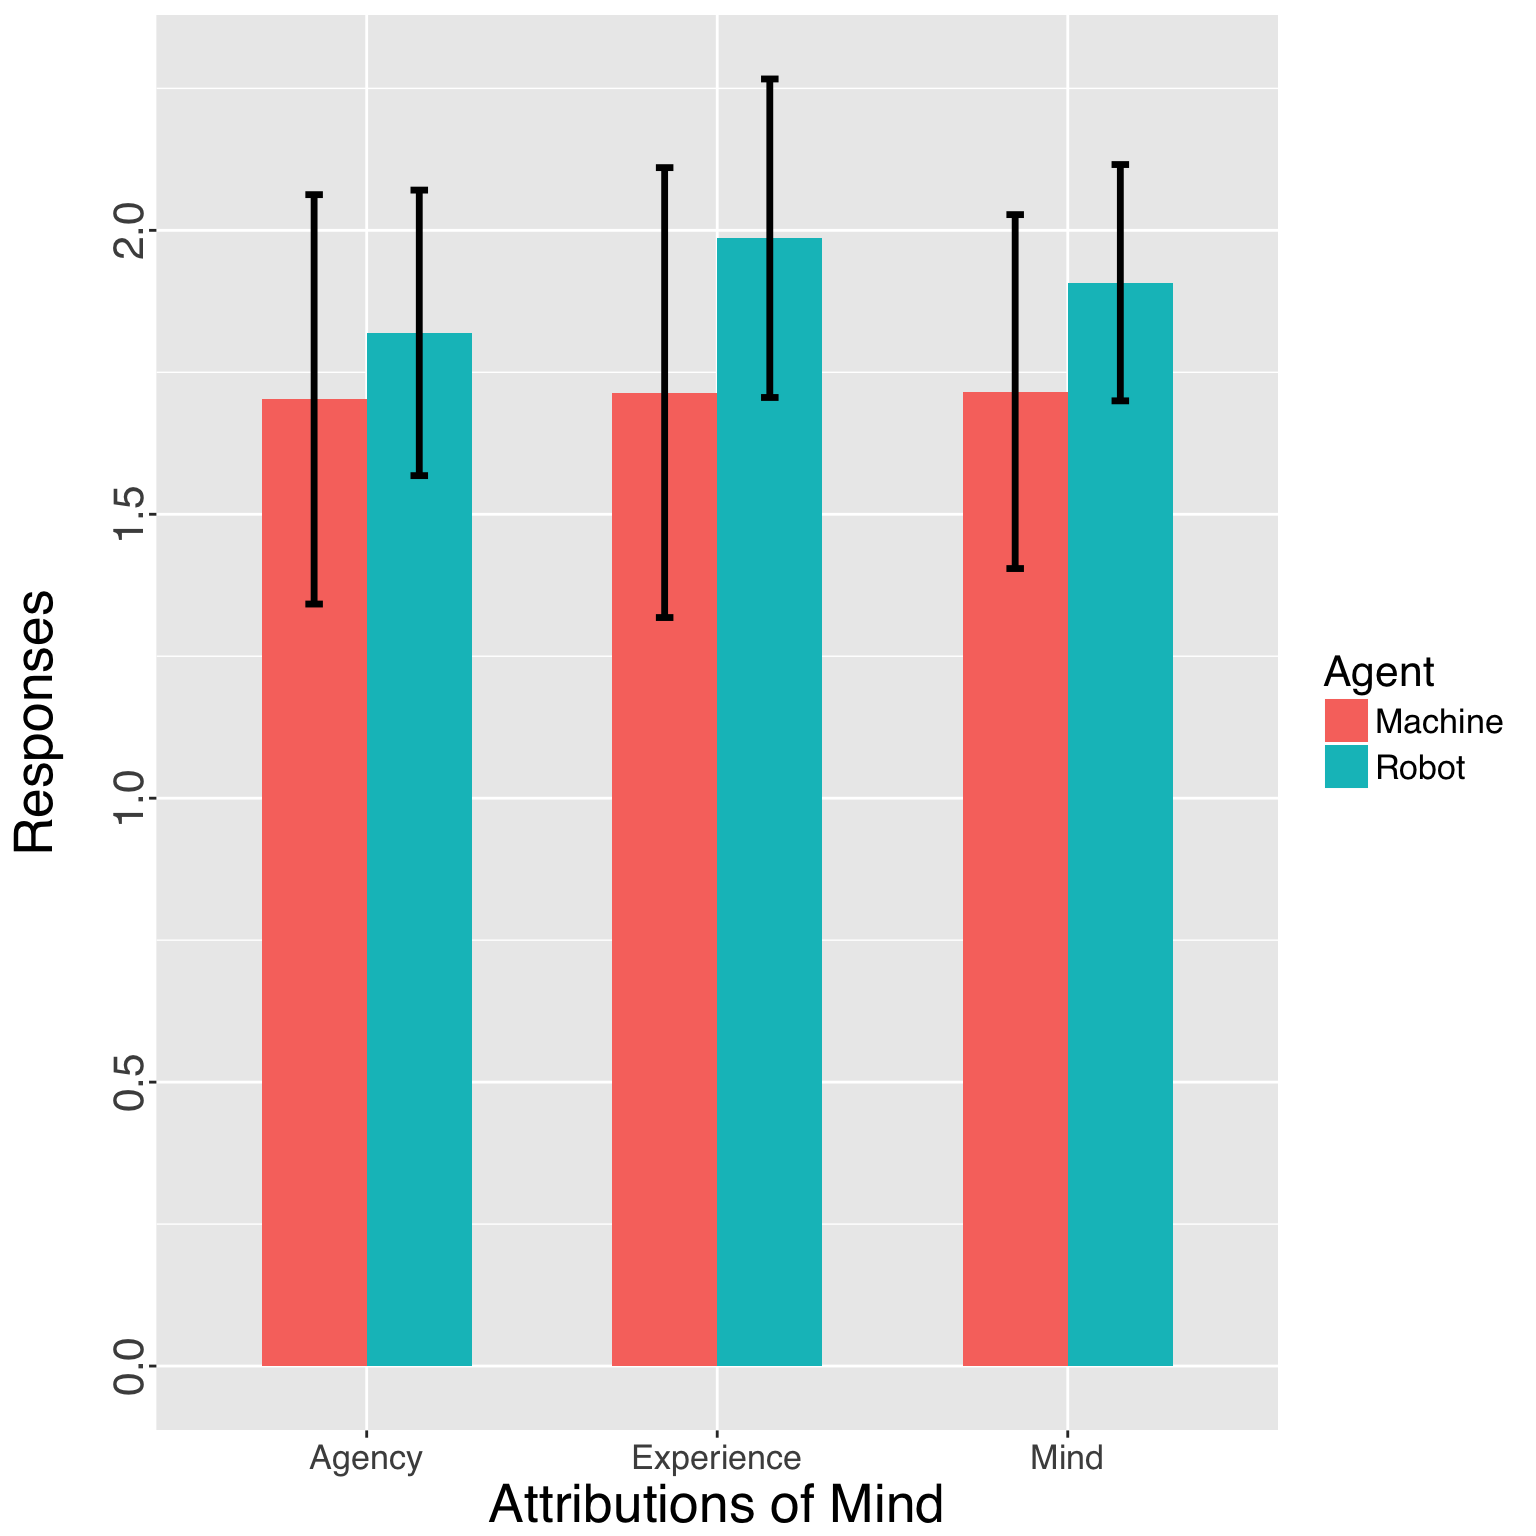 Responses
2.0
1.5
1.0
0.5
0.0
Agency
Experience
Mind
Attributions of Mind
Agent
Machine
Robot